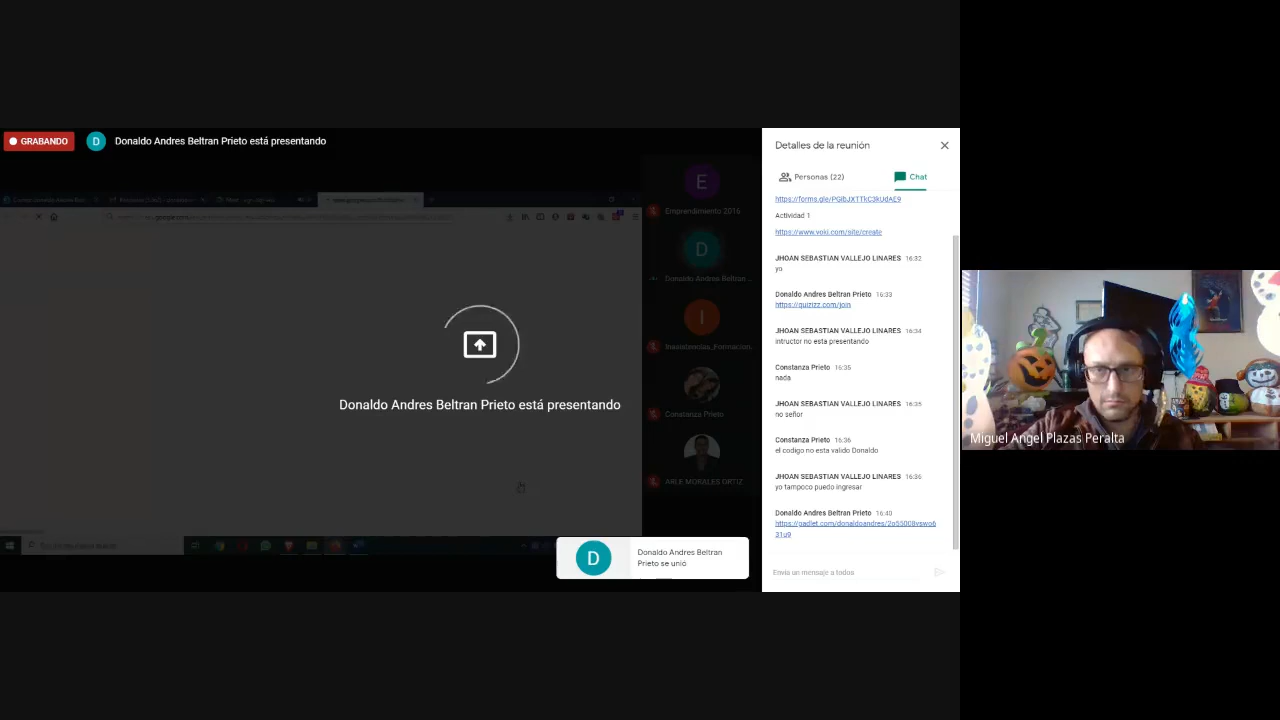 GRABANDO
D
Donaldo Andres Beltran Prieto está presentando
Donaldo Andres Beltran Prieto está presentando
E
Emprendimiento 2016
D
Donaldo Andres Beltran ...
I
Inasistencias_Formacion...
Constanza Prieto
ARLE MORALES ORTIZ
D
Donaldo Andres Beltran
Prieto se unió
Detalles de la reunión
Personas (22)
Chat
Actividad 1
https://www.voki.com/site/create
JHOAN SEBASTIAN VALLEJO LINARES 16:32
yo
Donaldo Andres Beltran Prieto 16:33
https://quizizz.com/join
JHOAN SEBASTIAN VALLEJO LINARES 16:34
intructor no esta presentando
Constanza Prieto 16:35
nada
JHOAN SEBASTIAN VALLEJO LINARES 16:35
no señor
Constanza Prieto 16:36
el codigo no esta valido Donaldo
JHOAN SEBASTIAN VALLEJO LINARES 16:36
yo tampoco puedo ingresar
Donaldo Andres Beltran Prieto 16:40
Envía un mensaje a todos
Miguel Angel Plazas Peralta